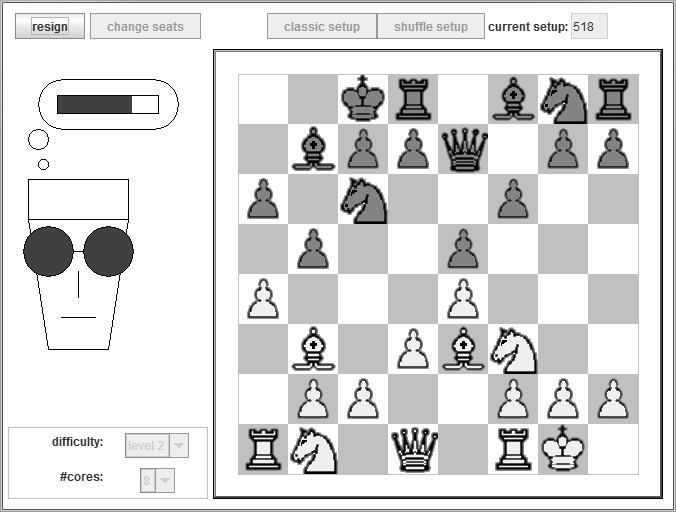 resign change seats classic setup shuffle setup current setup: 518
difficulty: level 2
#cores: 8